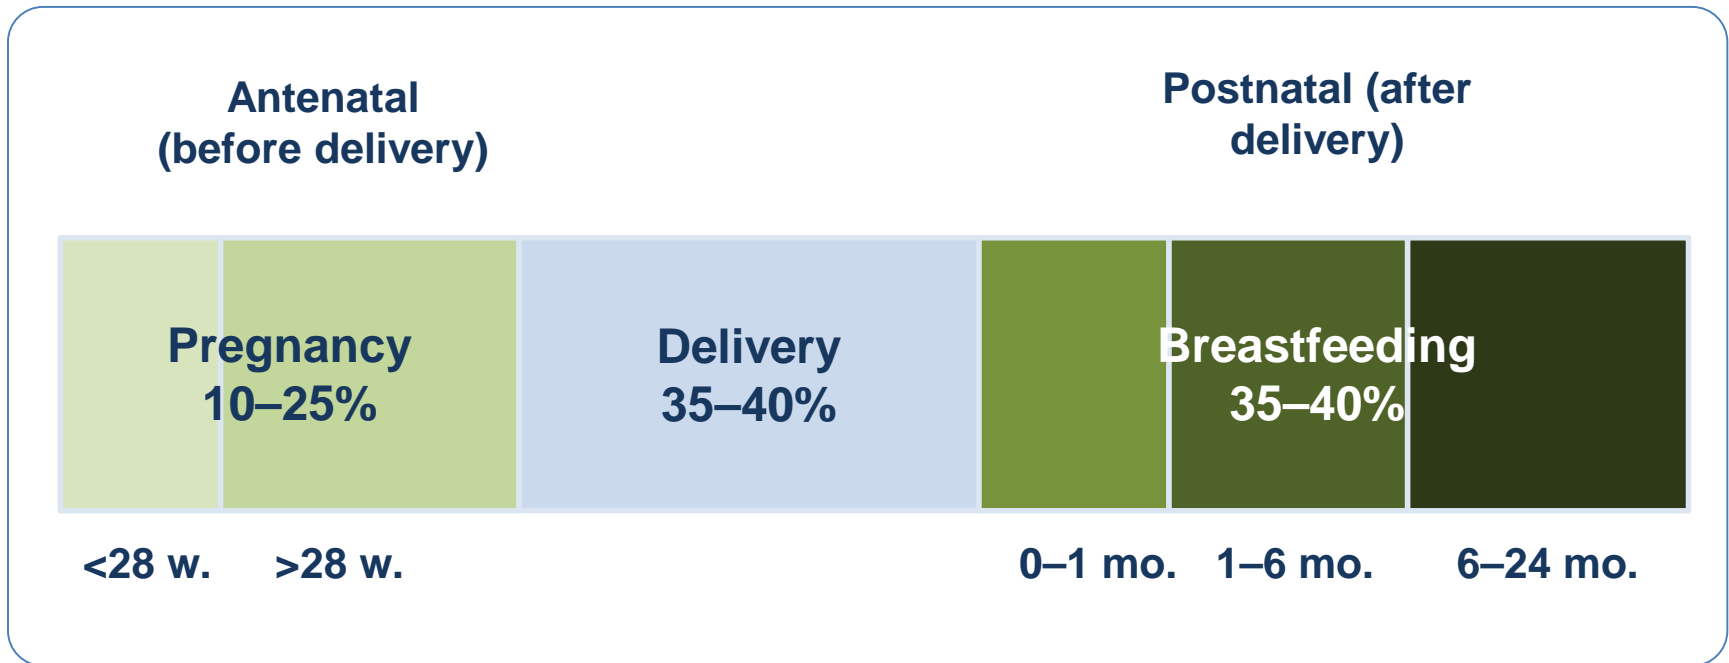 Antenatal
(before delivery)
Postnatal (after
delivery)
Pregnancy
10–25%
Delivery
35–40%
Breastfeeding
35–40%
<28 w.
>28 w.
0–1 mo.
1–6 mo.
6–24 mo.